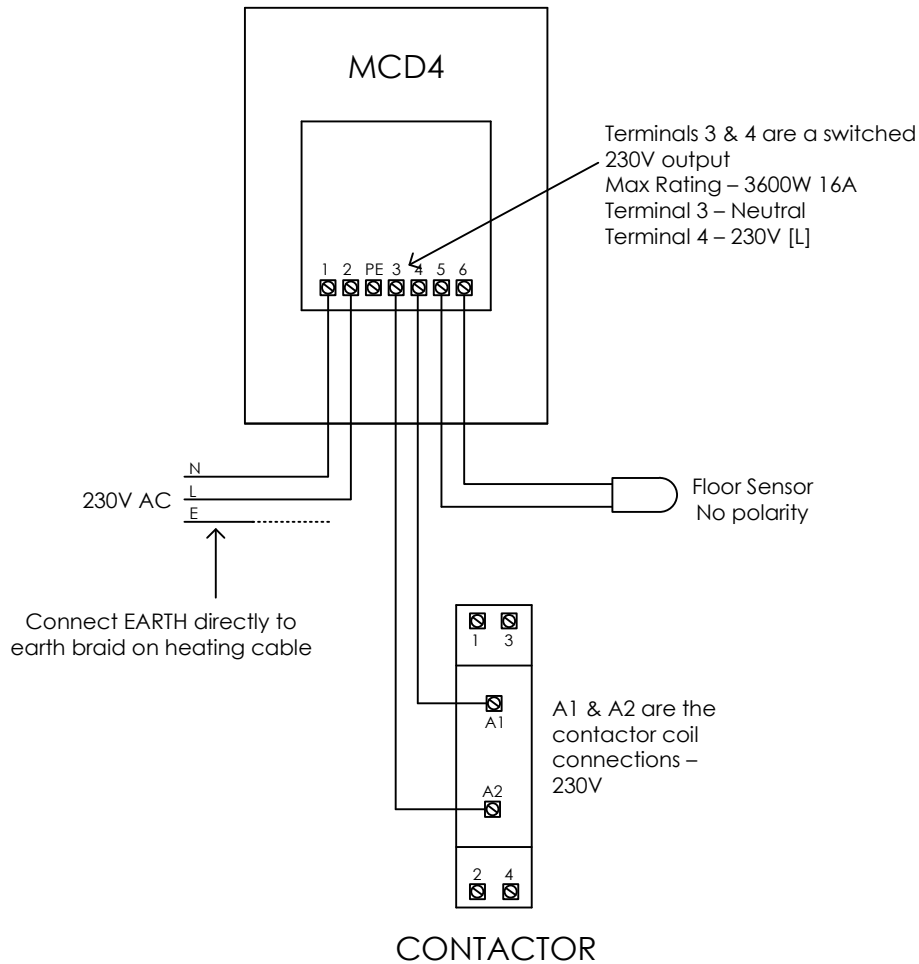 MCD4
Terminals 3 & 4 are a switched
230V output
Max Rating – 3600W 16A
Terminal 3 – Neutral
Terminal 4 – 230V [L]
1 2 PE 3 4 5 6
N
230V AC
L
E
Floor Sensor
No polarity
Connect EARTH directly to
earth braid on heating cable
1 3
A1
A1 & A2 are the
contactor coil
connections –
230V
A2
2 4
CONTACTOR